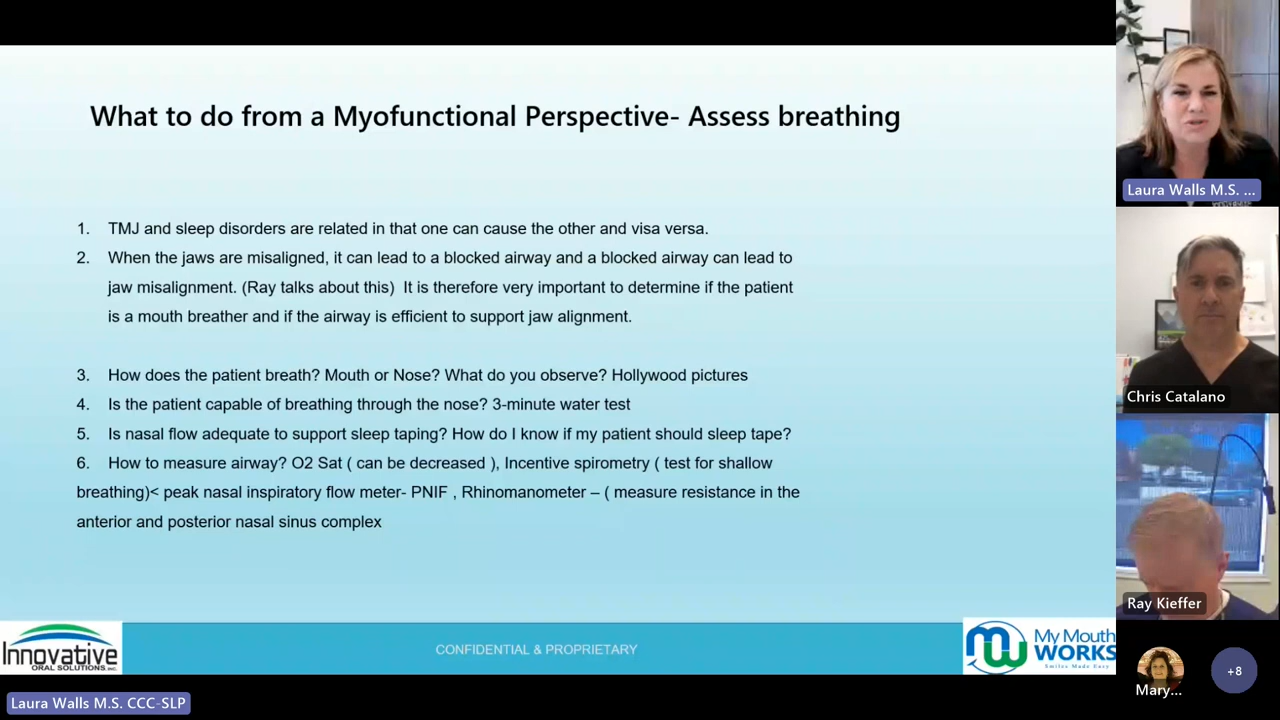 What to do from a Myofunctional Perspective- Assess breathing
1. TMJ and sleep disorders are related in that one can cause the other and visa versa.
2. When the jaws are misaligned, it can lead to a blocked airway and a blocked airway can lead to
jaw misalignment. (Ray talks about this) It is therefore very important to determine if the patient
is a mouth breather and if the airway is efficient to support jaw alignment.
3. How does the patient breath? Mouth or Nose? What do you observe? Hollywood pictures
4. Is the patient capable of breathing through the nose? 3-minute water test
5. Is nasal flow adequate to support sleep taping? How do I know if my patient should sleep tape?
6. How to measure airway? O2 Sat ( can be decreased ), Incentive spirometry ( test for shallow
breathing)< peak nasal inspiratory flow meter- PNIF , Rhinomanometer – ( measure resistance in the
anterior and posterior nasal sinus complex
Innovative
ORAL SOLUTIONS, INC.
CONFIDENTIAL & PROPRIETARY
My Mouth
WORKS
Smiles Made Easy
Laura Walls M.S. CCC-SLP
Laura Walls M.S. ...
Chris Catalano
Ray Kieffer
Mary...
+8